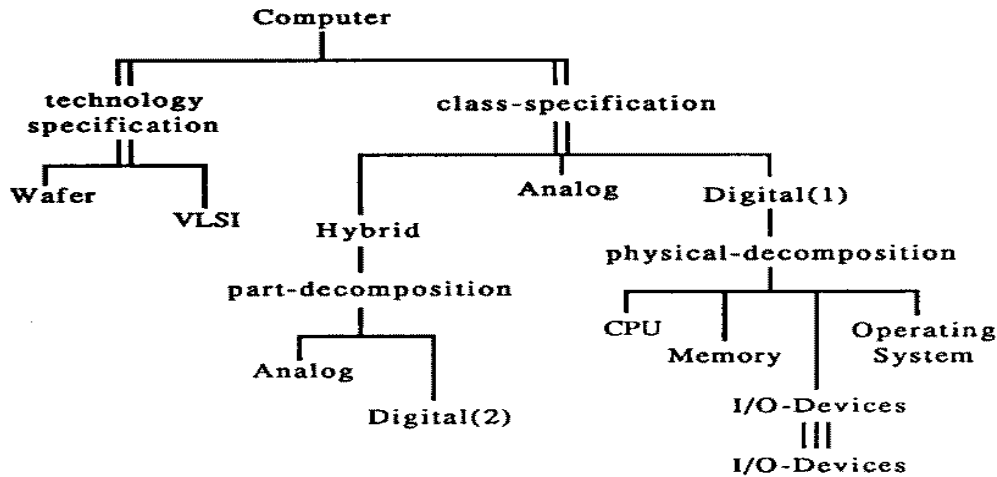 Computer
technology
specification
class-specification
Wafer
VLSI
Analog
Digital(1)
Hybrid
physical-decomposition
part-decomposition
CPU
Memory
Operating
System
Analog
Digital(2)
I/O-Devices
I/O-Devices